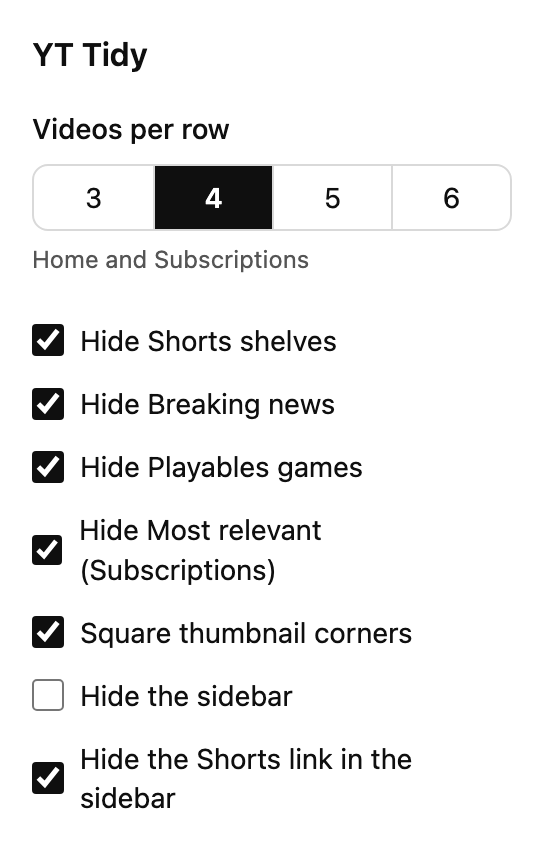 YT Tidy
Videos per row
3 4 5 6
Home and Subscriptions
Hide Shorts shelves
Hide Breaking news
Hide Playables games
Hide Most relevant
(Subscriptions)
Square thumbnail corners
Hide the sidebar
Hide the Shorts link in the
sidebar